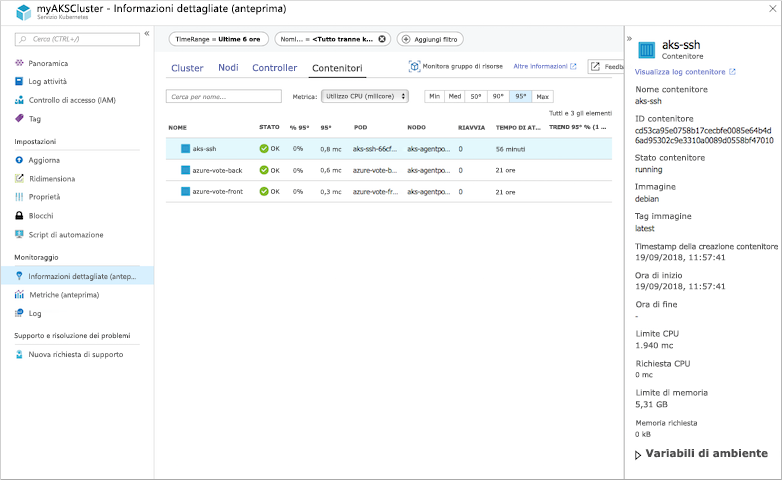 myAKSCluster - Informazioni dettagliate (anteprima)
Servizio Kubernetes
Cerca (CTRL+/)
Panoramica
Log attività
Controllo di accesso (IAM)
Tag
Impostazioni
Aggiorna
Ridimensiona
Proprietà
Blocchi
Script di automazione
Monitoraggio
Informazioni dettagliate (antep...
Metriche (anteprima)
Log
Supporto e risoluzione dei problemi
Nuova richiesta di supporto
TimeRange = Ultime 6 ore
Nomi... = <Tutto tranne k...
Aggiungi filtro
Cluster Nodi Controller Contenitori
Monitora gruppo di risorse
Altre informazioni
Feedba
Cerca per nome...
Metrica: Utilizzo CPU (millcore)
Min Med 50° 90° 95° Max
Tutti e 3 gli elementi
NOME STATO % 95° 95° POD NODO RIAVVIA TEMPO DI AT... TREND 95° % (1 ...
aks-ssh OK 0% 0,8 mc aks-ssh-66cf... aks-agentpo... 0 56 minuti
azure-vote-back OK 0% 0,6 mc azure-vote-b... aks-agentpo... 0 21 ore
azure-vote-front OK 0% 0,3 mc azure-vote-fr... aks-agentpo... 0 21 ore
aks-ssh
Contenitore
Visualizza log contenitore
Nome contenitore
aks-ssh
ID contenitore
cd53ca95e0758b17cecbfe0085e64b4d
6ad95302c9e3310a0089d0558bf47010
Stato contenitore
running
Immagine
debian
Tag immagine
latest
Timestamp della creazione contenitore
19/09/2018, 11:57:41
Ora di inizio
19/09/2018, 11:57:41
Ora di fine
-
Limite CPU
1.940 mc
Richiesta CPU
0 mc
Limite di memoria
5,31 GB
Memoria richiesta
0 kB
Variabili di ambiente